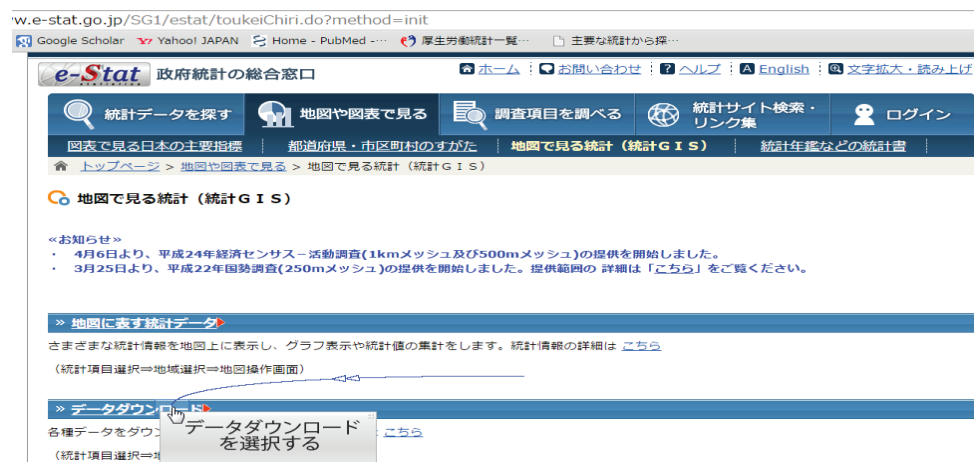 w.e-stat.go.jp/SG1/estat/toukeiChiri.do?method=init
Google Scholar Yahoo! JAPAN Home - PubMed -… 厚生労働統計一覧… 主要な統計から探…
e-Stat 政府統計の総合窓口 ホーム お問い合わせ ヘルプ English 文字拡大・読み上げ
統計データを探す 地図や図表で見る 調査項目を調べる 統計サイト検索・
リンク集 ログイン
図表で見る日本の主要指標 都道府県・市区町村のすがた 地図で見る統計（統計ＧＩＳ） 統計年鑑などの統計書
トップページ > 地図や図表で見る > 地図で見る統計（統計ＧＩＳ）
地図で見る統計（統計ＧＩＳ）
≪お知らせ≫
・ 4月6日より、平成24年経済センサス－活動調査(1kmメッシュ及び500mメッシュ)の提供を開始しました。
・ 3月25日より、平成22年国勢調査(250mメッシュ)の提供を開始しました。提供範囲の 詳細は「こちら」をご覧ください。
» 地図に表す統計データ
さまざまな統計情報を地図上に表示し、グラフ表示や統計値の集計をします。統計情報の詳細は こちら
（統計項目選択⇒地域選択⇒地図操作画面）
» データダウンロード
各種データをダウン こちら
（統計項目選択⇒
データダウンロード
を選択する